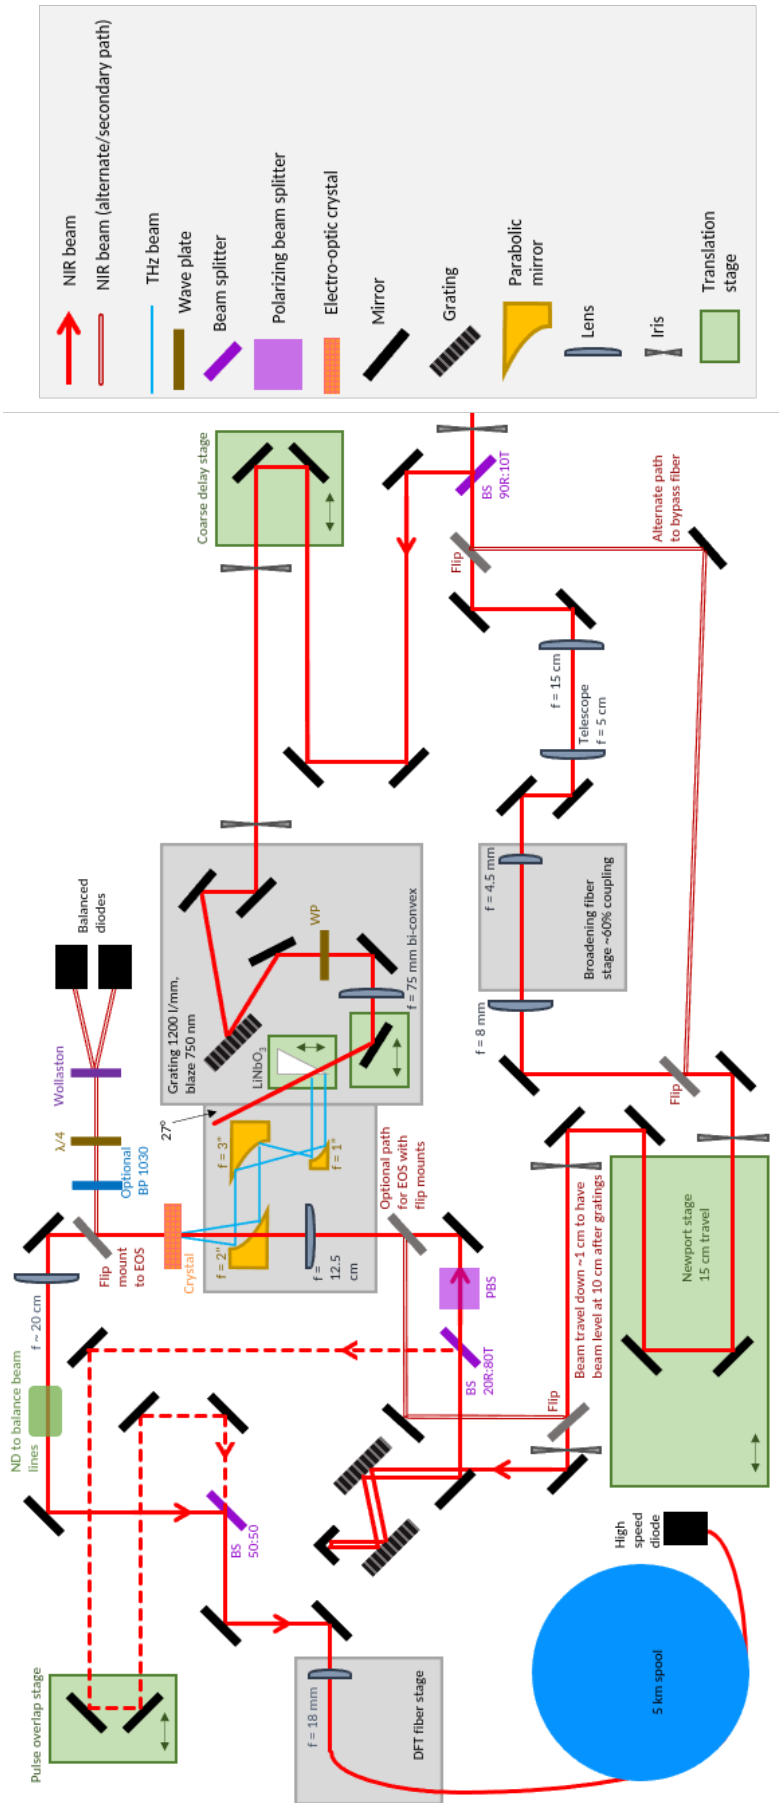 NIR beam
NIR beam (alternate/secondary path)
THz beam
Wave plate
Beam splitter
Polarizing beam splitter
Electro-optic crystal
Mirror
Grating
Parabolic
mirror
Lens
Iris
Translation
stage
Pulse overlap stage
ND to balance beam
lines
f ~ 20 cm
Flip
mount
to EOS
Optional
BP 1030
λ/4
Wollaston
Balanced
diodes
Coarse delay stage
Crystal
BS
50:50
f = 2"
f = 3"
f = 1"
27°
Grating 1200 l/mm,
blaze 750 nm
LiNbO3
WP
f = 75 mm bi-convex
f =
12.5
cm
Optional path
for EOS with
flip mounts
f = 18 mm
DFT fiber stage
BS
20R:80T
PBS
f = 8 mm
f = 4.5 mm
Broadening fiber
stage ~60% coupling
Telescope
f = 5 cm
f = 15 cm
Flip
BS
90R:10T
Flip
Beam travel down ~1 cm to have
beam level at 10 cm after gratings
Flip
Alternate path
to bypass fiber
High
speed
diode
5 km spool
Newport stage
15 cm travel